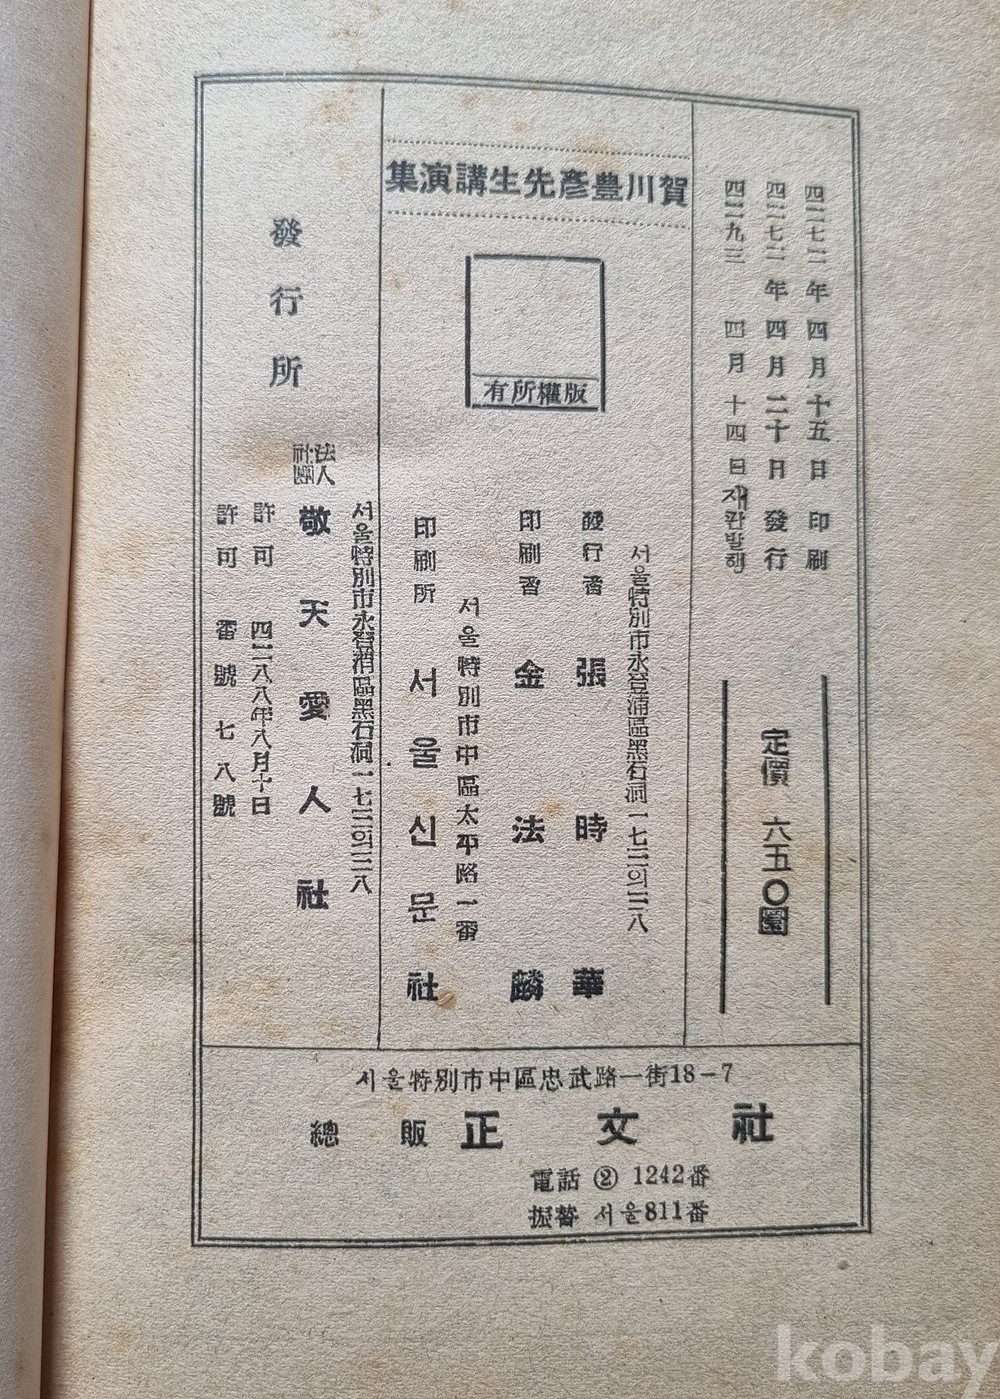 四二七二年 四月十五日 印刷
四二七二年 四月二十日 發行
四二九三 四月十四日 재판발행
定價 六五〇圜
賀川豊彥先生講演集
版權所有
서울特別市永登浦區黑石洞一七三의二八
發行者 張時華
印刷者 金法麟
서울特別市中區太平路一番
印刷所 서울신문社
서울特別市永登浦區黑石洞一七三의二八
發行所 社團法人 敬天愛人社
許可 四二八八年八月十日
許可 番號七八號
서울特別市中區忠武路一街18-7
總販 正文社
電話 ② 1242番
振替 서울811番
kobay